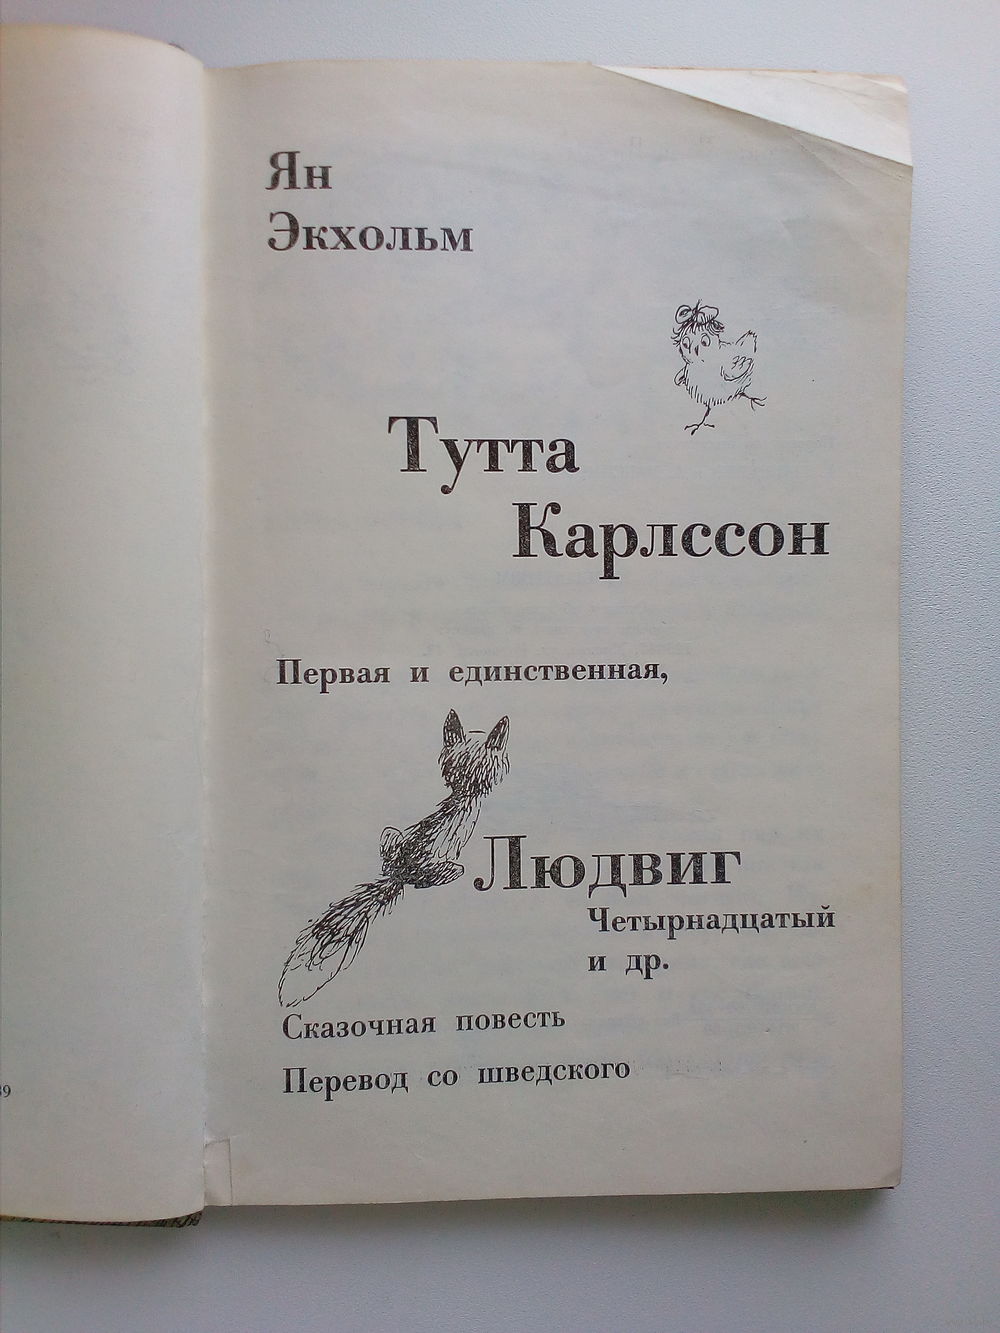 Ян
Экхольм
Тутта
Карлссон
Первая и единственная,
Людвиг
Четырнадцатый
и др.
Сказочная повесть
Перевод со шведского